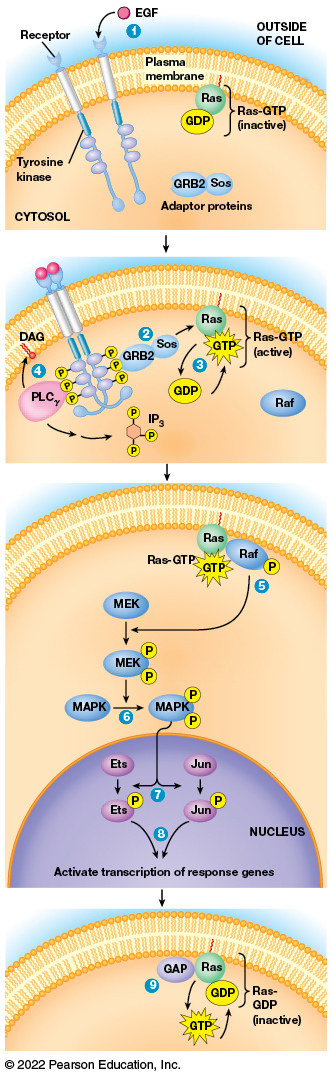 EGF
1
OUTSIDE
OF CELL
Receptor
Plasma
membrane
Ras
GDP
Ras-GTP
(inactive)
Tyrosine
kinase
GRB2 Sos
Adaptor proteins
CYTOSOL
DAG
4
PLCγ
P
P
P
P
P
P
GRB2
2
Sos
Ras
GTP
3
GDP
Ras-GTP
(active)
IP3
P
P
P
Raf
Ras
Raf
Ras-GTP
GTP
P
5
MEK
MEK
P
P
MAPK
6
MAPK
P
P
Ets
Jun
7
Ets
P
Jun
P
8
NUCLEUS
Activate transcription of response genes
GAP
Ras
9
GDP
GTP
Ras-
GDP
(inactive)
© 2022 Pearson Education, Inc.